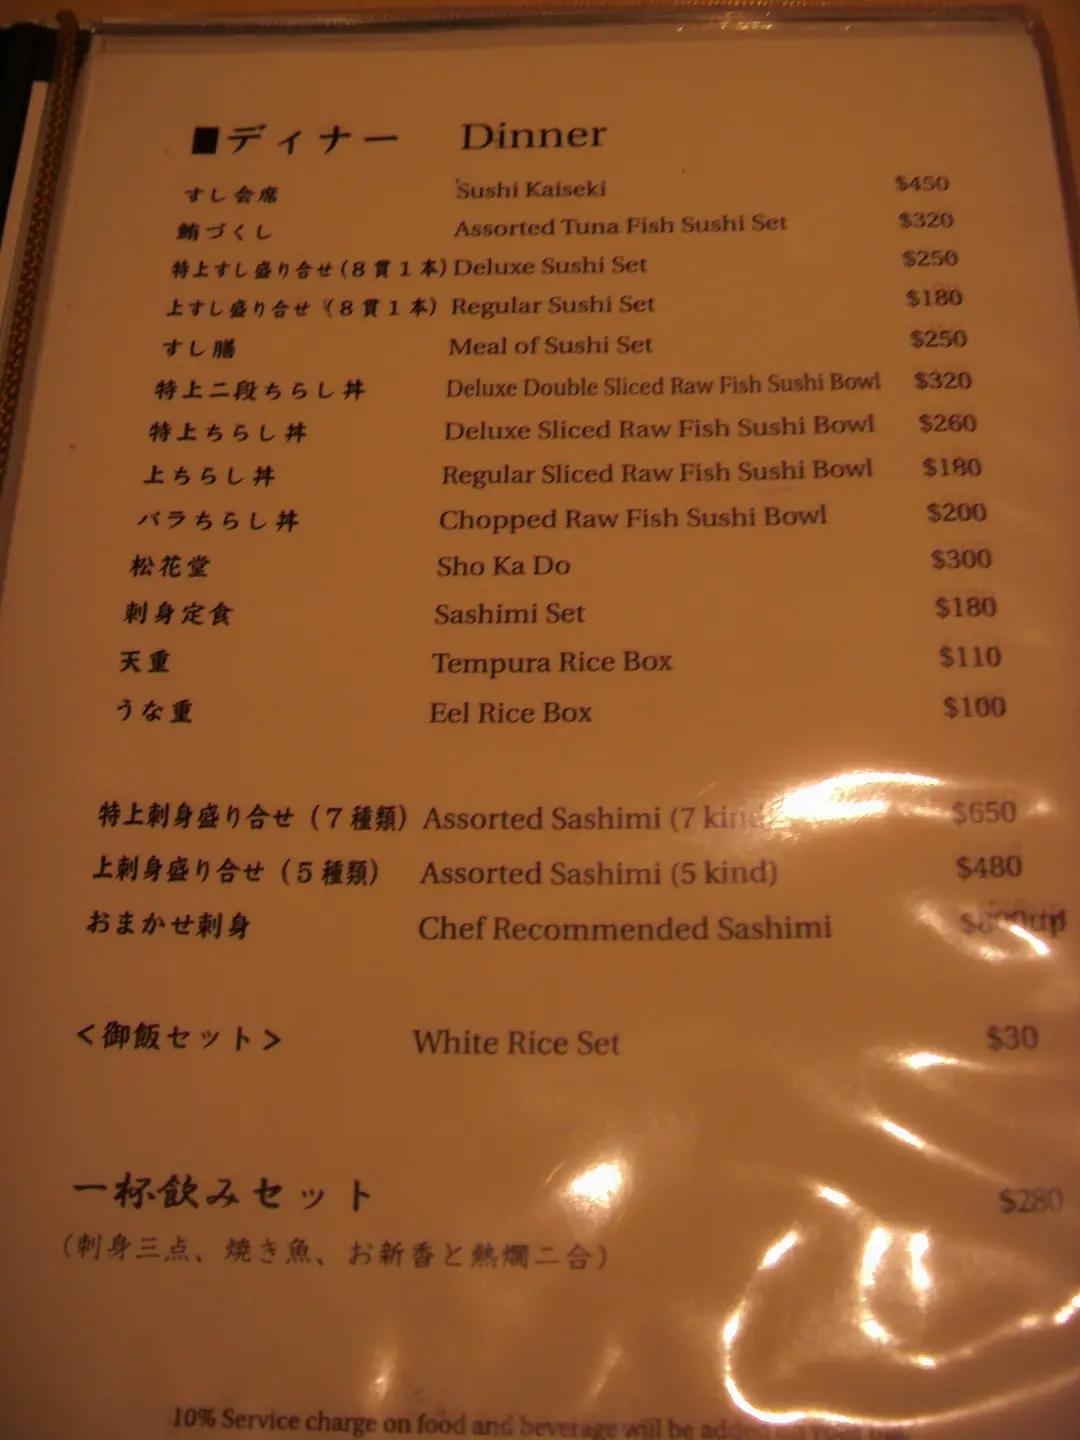 ■ディナー Dinner
すし会席 Sushi Kaiseki $450
鮪づくし Assorted Tuna Fish Sushi Set $320
特上すし盛り合せ(8貫1本) Deluxe Sushi Set $250
上すし盛り合せ(8貫1本) Regular Sushi Set $180
すし膳 Meal of Sushi Set $250
特上二段ちらし丼 Deluxe Double Sliced Raw Fish Sushi Bowl $320
特上ちらし丼 Deluxe Sliced Raw Fish Sushi Bowl $260
上ちらし丼 Regular Sliced Raw Fish Sushi Bowl $180
バラちらし丼 Chopped Raw Fish Sushi Bowl $200
松花堂 Sho Ka Do $300
刺身定食 Sashimi Set $180
天重 Tempura Rice Box $110
うな重 Eel Rice Box $100
特上刺身盛り合せ(7種類) Assorted Sashimi (7 kind) $650
上刺身盛り合せ(5種類) Assorted Sashimi (5 kind) $480
おまかせ刺身 Chef Recommended Sashimi
<御飯セット> White Rice Set $30
一杯飲みセット $280
(刺身三点、焼き魚、お新香と熱燗二合)
10% Service charge on food and beverage will be added